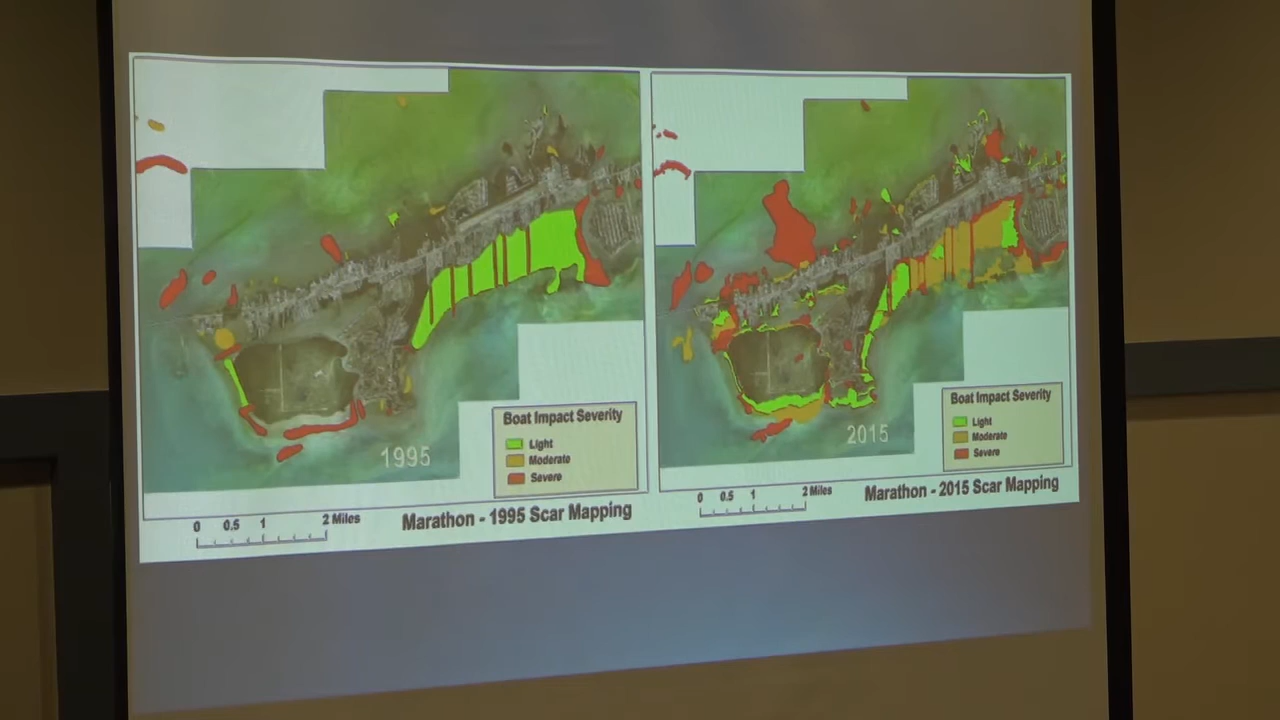 1995
Boat Impact Severity
Light
Moderate
Severe
0 0.5 1 2 Miles
Marathon - 1995 Scar Mapping
2015
Boat Impact Severity
Light
Moderate
Severe
0 0.5 1 2 Miles
Marathon - 2015 Scar Mapping